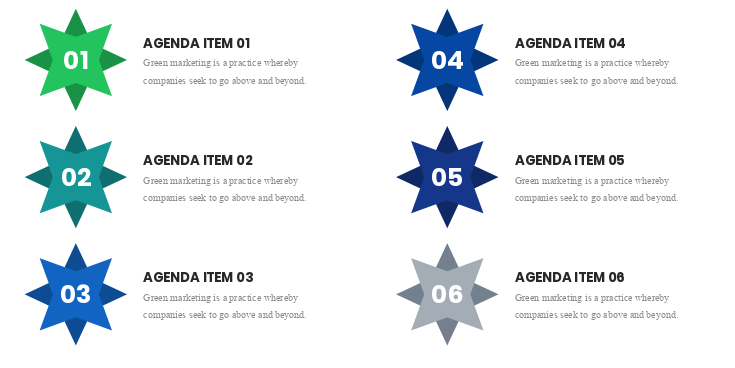 01
AGENDA ITEM 01
Green marketing is a practice whereby
companies seek to go above and beyond.
02
AGENDA ITEM 02
Green marketing is a practice whereby
companies seek to go above and beyond.
03
AGENDA ITEM 03
Green marketing is a practice whereby
companies seek to go above and beyond.
04
AGENDA ITEM 04
Green marketing is a practice whereby
companies seek to go above and beyond.
05
AGENDA ITEM 05
Green marketing is a practice whereby
companies seek to go above and beyond.
06
AGENDA ITEM 06
Green marketing is a practice whereby
companies seek to go above and beyond.